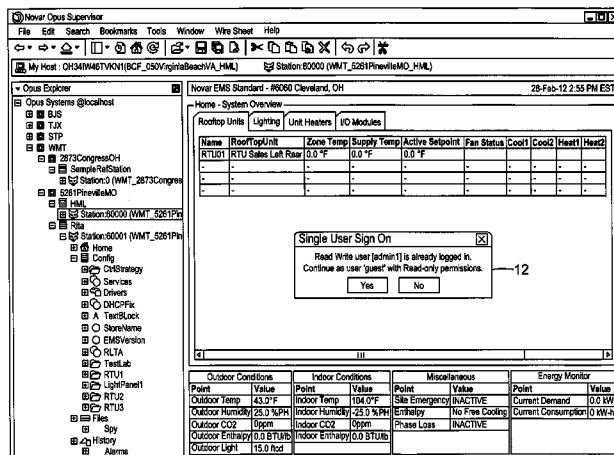 Novar Opus Supervisor
File Edit Search Bookmarks Tools Window Wire Sheet Help
My Host : OH34IW46TVKN1(BCF_050VirginiaBeachVA_HML) Station:60000 (WMT_5261PinevilleMO_HML)
Opus Explorer
Opus Systems @localhost
BJS
TJX
STP
WMT
2873CongressOH
SampleRefStation
Station:0 (WMT_2873Congres
5261PinevilleMO
HML
Station:60000 (WMT_5261Pin
Rita
Station:60001 (WMT_5261Pin
Home
Config
CtrlStrategy
Services
Drivers
DHCPFix
A TextBLock
StoreName
EMSVersion
RLTA
TestLab
RTU1
LightPanel1
RTU2
RTU3
Files
Spy
History
Alarms
Novar EMS Standard - #6060 Cleveland, OH 28-Feb-12 2:55 PM EST
Home - System Overview
Rooftop Units Lighting Unit Heaters I/O Modules
Name RoofTopUnit Zone Temp Supply Temp Active Setpoint Fan Status Cool1 Cool2 Heat1 Heat2
RTU01 RTU Sales Left Rear 0.0 °F 0.0 °F 0.0 °F
- - - - - - - - - -
- - - - - - - - - -
- - - - - - - - - -
Single User Sign On X
Read Write user [admin1] is already logged in.
Continue as user 'guest' with Read-only permissions.
Yes No
12
Outdoor Conditions
Point Value
Outdoor Temp 43.0°F
Outdoor Humidity 25.0 %PH
Outdoor CO2 0ppm
Outdoor Enthalpy 0.0 BTU/lb
Outdoor Light 15.0 ftcd
Indoor Conditions
Point Value
Indoor Temp 104.0°F
Indoor Humidity -25.0 %PH
Indoor CO2 0ppm
Indoor Enthalpy 0.0 BTU/lb
Miscellaneous
Point Value
Site Emergency INACTIVE
Enthalpy No Free Cooling
Phase Loss INACTIVE
Energy Monitor
Point Value
Current Demand 0.0 kW
Current Consumption 0 kW-h